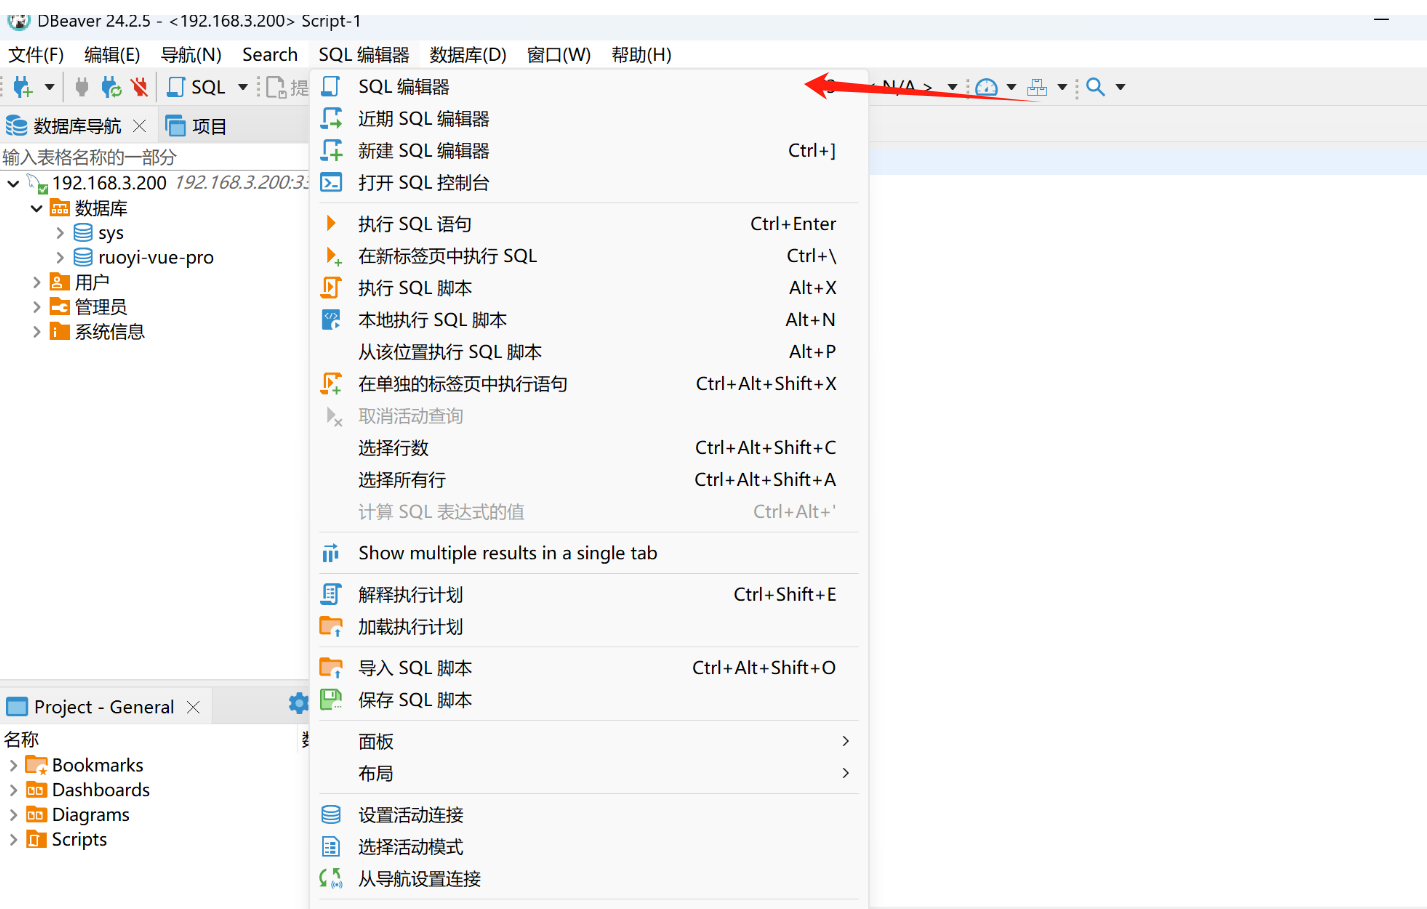 DBeaver 24.2.5 - <192.168.3.200> Script-1
文件(F) 编辑(E) 导航(N) Search SQL 编辑器 数据库(D) 窗口(W) 帮助(H)
SQL 提 N/A >
数据库导航 项目
输入表格名称的一部分
192.168.3.200 192.168.3.200:33
数据库
sys
ruoyi-vue-pro
用户
管理员
系统信息
Project - General
名称
Bookmarks
Dashboards
Diagrams
Scripts
SQL 编辑器
近期 SQL 编辑器
新建 SQL 编辑器 Ctrl+]
打开 SQL 控制台
执行 SQL 语句 Ctrl+Enter
在新标签页中执行 SQL Ctrl+\
执行 SQL 脚本 Alt+X
本地执行 SQL 脚本 Alt+N
从该位置执行 SQL 脚本 Alt+P
在单独的标签页中执行语句 Ctrl+Alt+Shift+X
取消活动查询
选择行数 Ctrl+Alt+Shift+C
选择所有行 Ctrl+Alt+Shift+A
计算 SQL 表达式的值 Ctrl+Alt+'
Show multiple results in a single tab
解释执行计划 Ctrl+Shift+E
加载执行计划
导入 SQL 脚本 Ctrl+Alt+Shift+O
保存 SQL 脚本
面板
布局
设置活动连接
选择活动模式
从导航设置连接